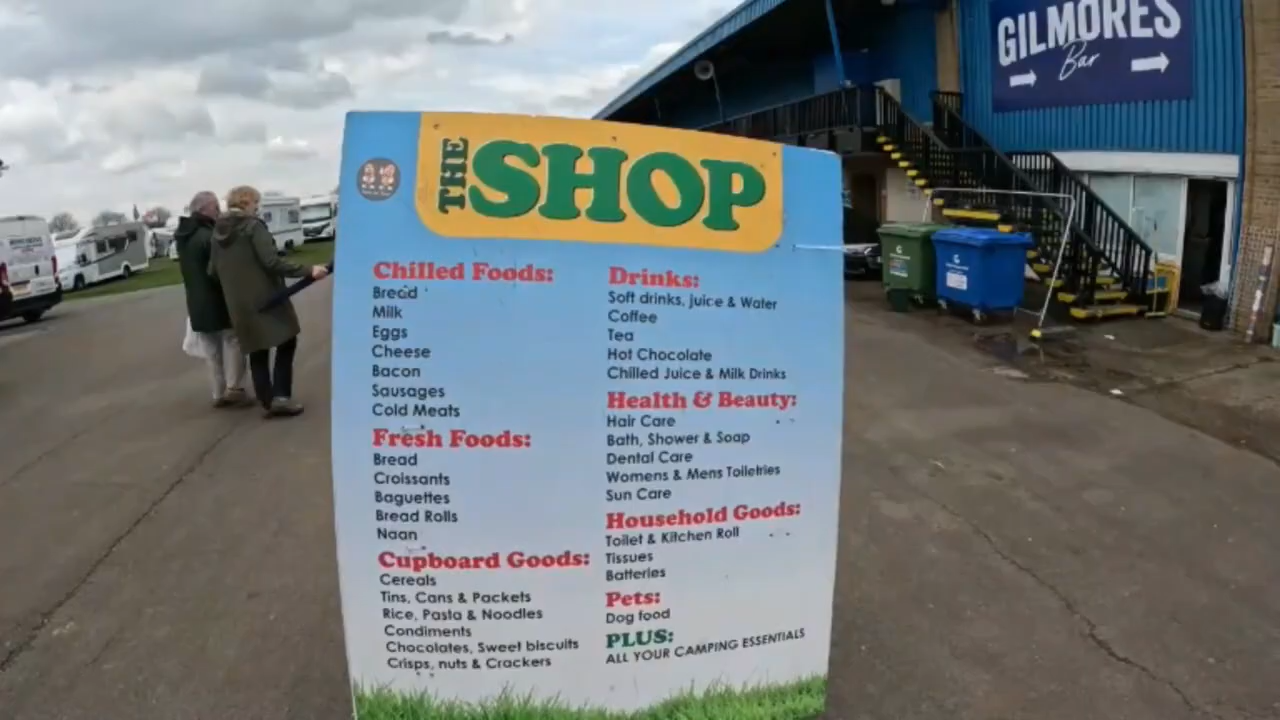 GILMORES
Bar
THE SHOP
Chilled Foods:
Bread
Milk
Eggs
Cheese
Bacon
Sausages
Cold Meats
Fresh Foods:
Bread
Croissants
Baguettes
Bread Rolls
Naan
Cupboard Goods:
Cereals
Tins, Cans & Packets
Rice, Pasta & Noodles
Condiments
Chocolates, Sweet biscuits
Crisps, nuts & Crackers
Drinks:
Soft drinks, juice & Water
Coffee
Tea
Hot Chocolate
Chilled Juice & Milk Drinks
Health & Beauty:
Hair Care
Bath, Shower & Soap
Dental Care
Womens & Mens Toiletries
Sun Care
Household Goods:
Toilet & Kitchen Roll
Tissues
Batteries
Pets:
Dog food
PLUS:
ALL YOUR CAMPING ESSENTIALS